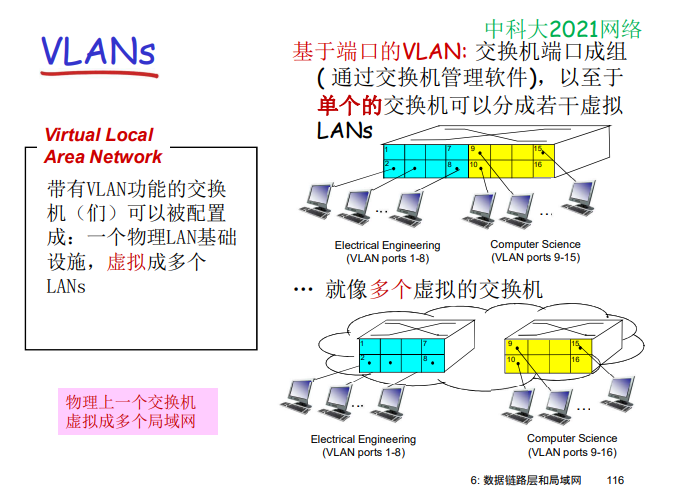 中科大2021网络
VLANs
基于端口的VLAN: 交换机端口成组
( 通过交换机管理软件)，以至于
单个的交换机可以分成若干虚拟
LANs
Virtual Local
Area Network
带有VLAN功能的交换
机（们）可以被配置
成：一个物理LAN基础
设施，虚拟成多个
LANs
1 7 9 15
2 8 10 16
...
...
Electrical Engineering
(VLAN ports 1-8)
Computer Science
(VLAN ports 9-15)
… 就像多个虚拟的交换机
1 7 9 15
2 8 10 16
...
...
Electrical Engineering
(VLAN ports 1-8)
Computer Science
(VLAN ports 9-16)
物理上一个交换机
虚拟成多个局域网
6: 数据链路层和局域网 116